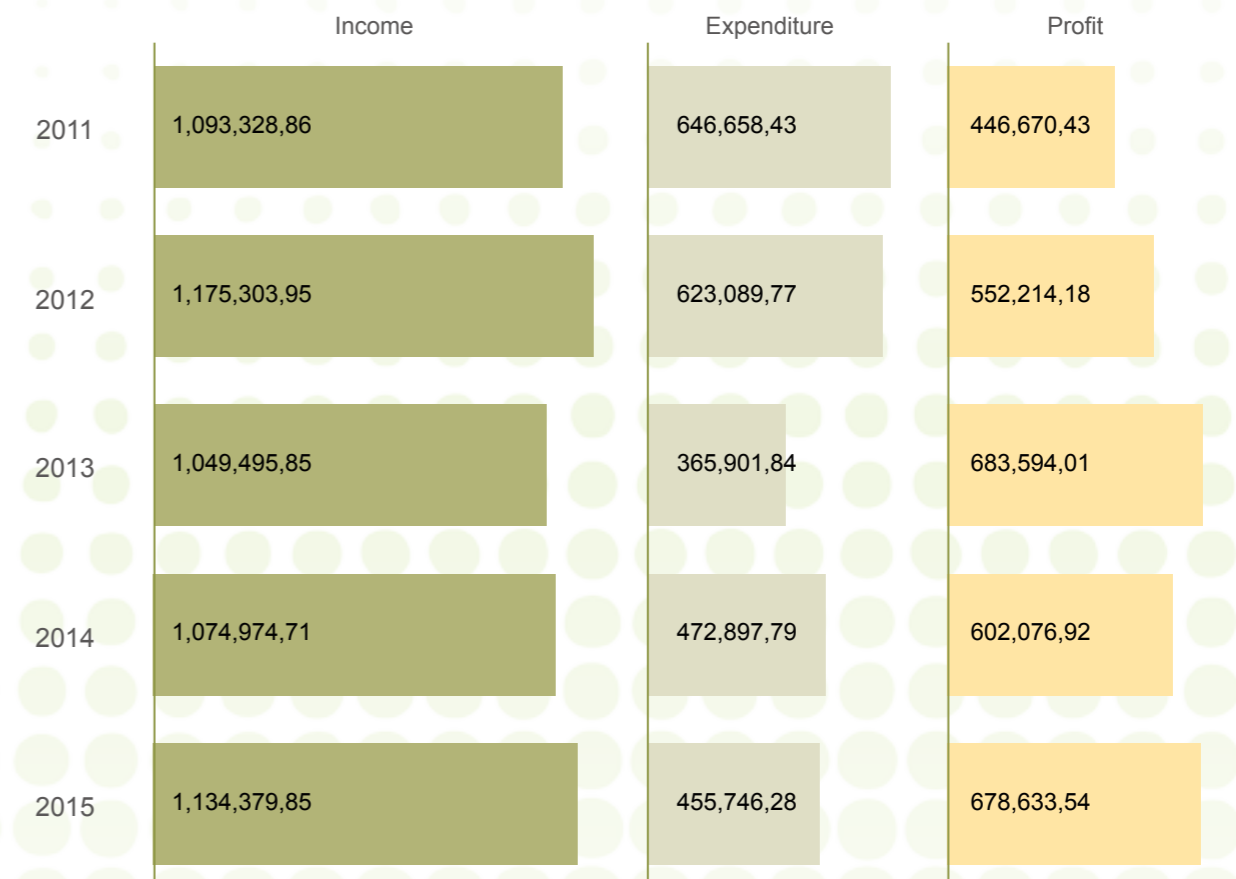 Income Expenditure Profit
2011 1,093,328,86 646,658,43 446,670,43
2012 1,175,303,95 623,089,77 552,214,18
2013 1,049,495,85 365,901,84 683,594,01
2014 1,074,974,71 472,897,79 602,076,92
2015 1,134,379,85 455,746,28 678,633,54